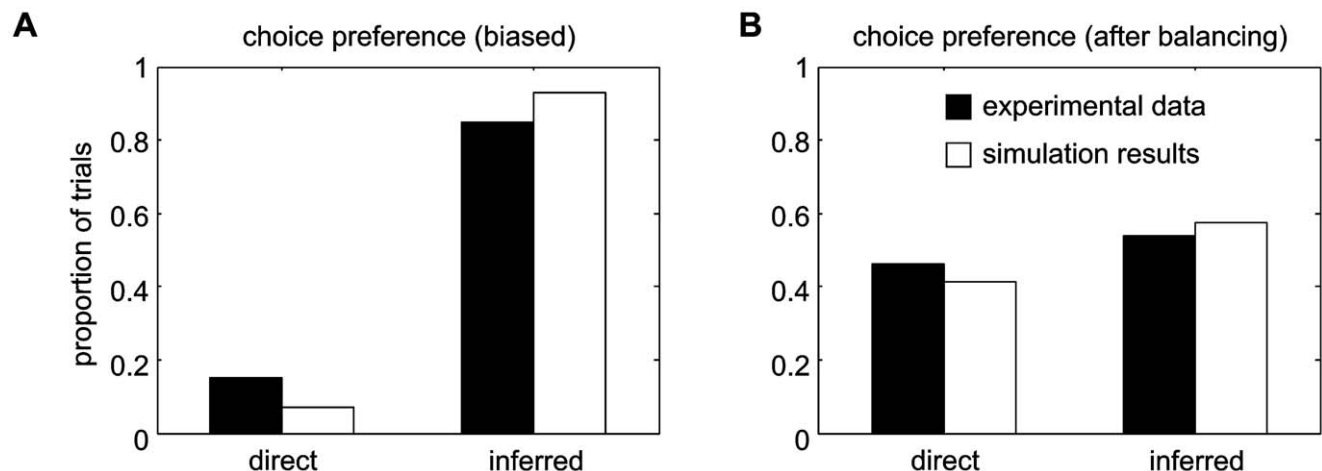 A
choice preference (biased)
1
0.8
0.6
0.4
0.2
0
proportion of trials
direct inferred
B
choice preference (after balancing)
1
0.8
0.6
0.4
0.2
0
experimental data
simulation results
direct inferred